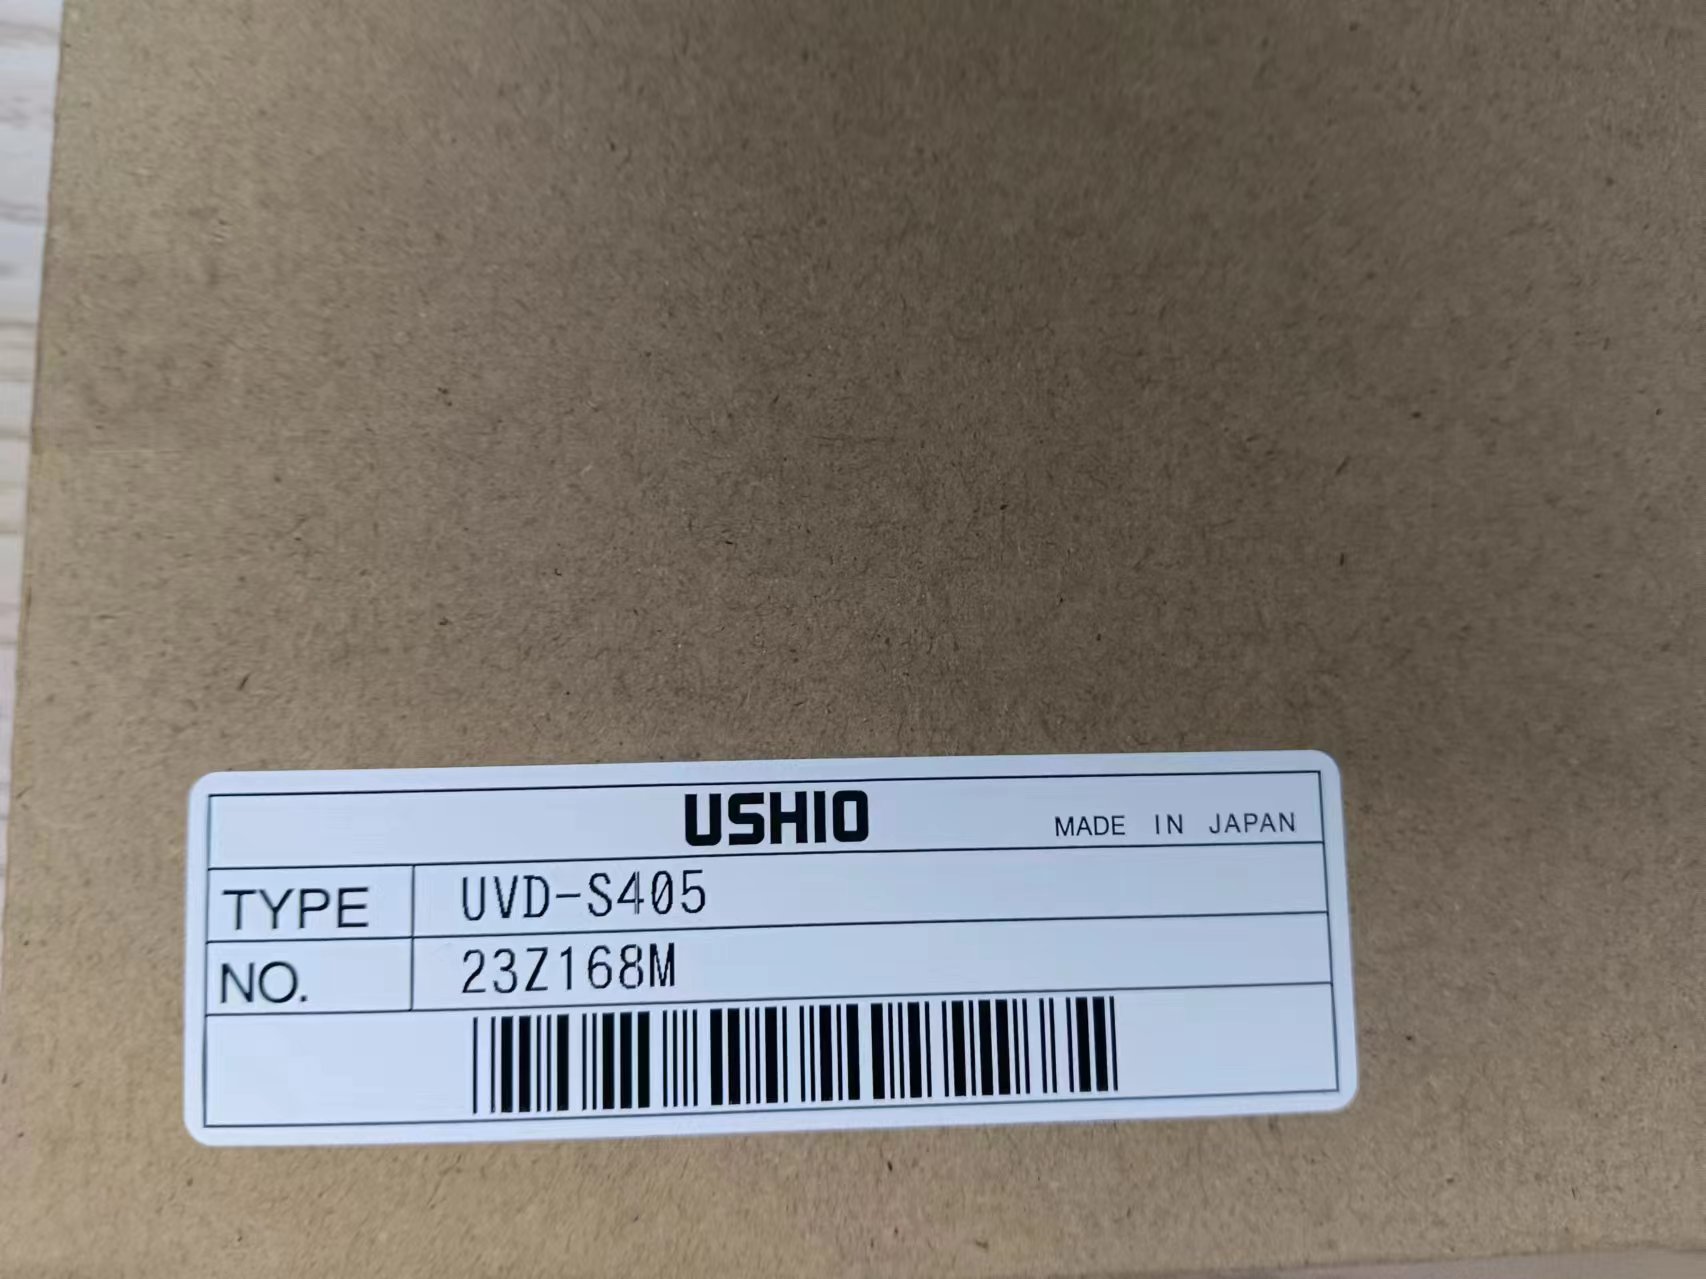 USHIO
MADE IN JAPAN
TYPE UVD-S405
NO. 23Z168M